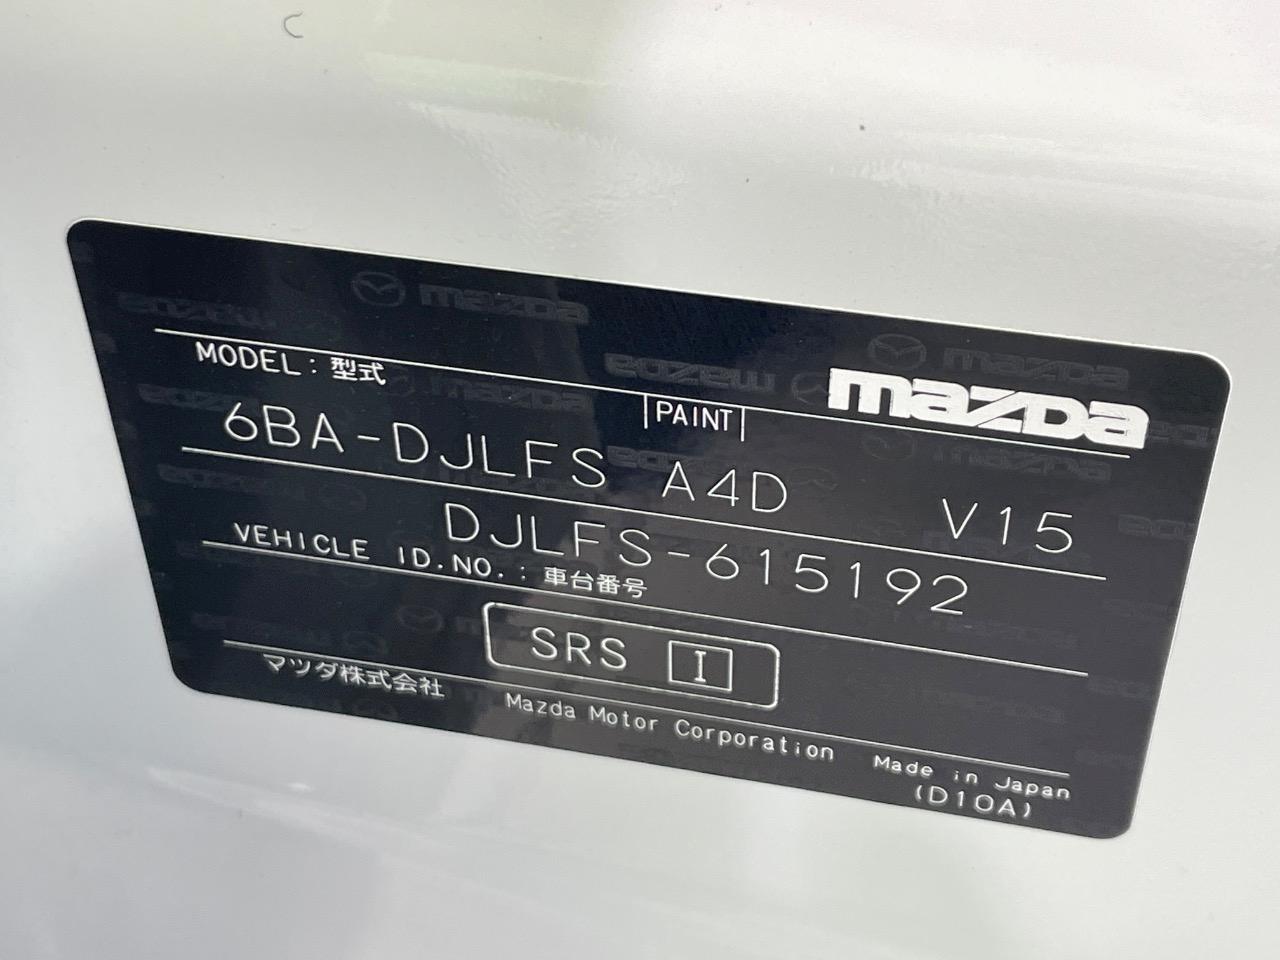 mazda
MODEL : 型式
PAINT
6BA-DJLFS A4D V15
DJLFS-615192
VEHICLE ID.NO. : 車台番号
SRS I
マツダ株式会社 Mazda Motor Corporation Made in Japan
(D10A)